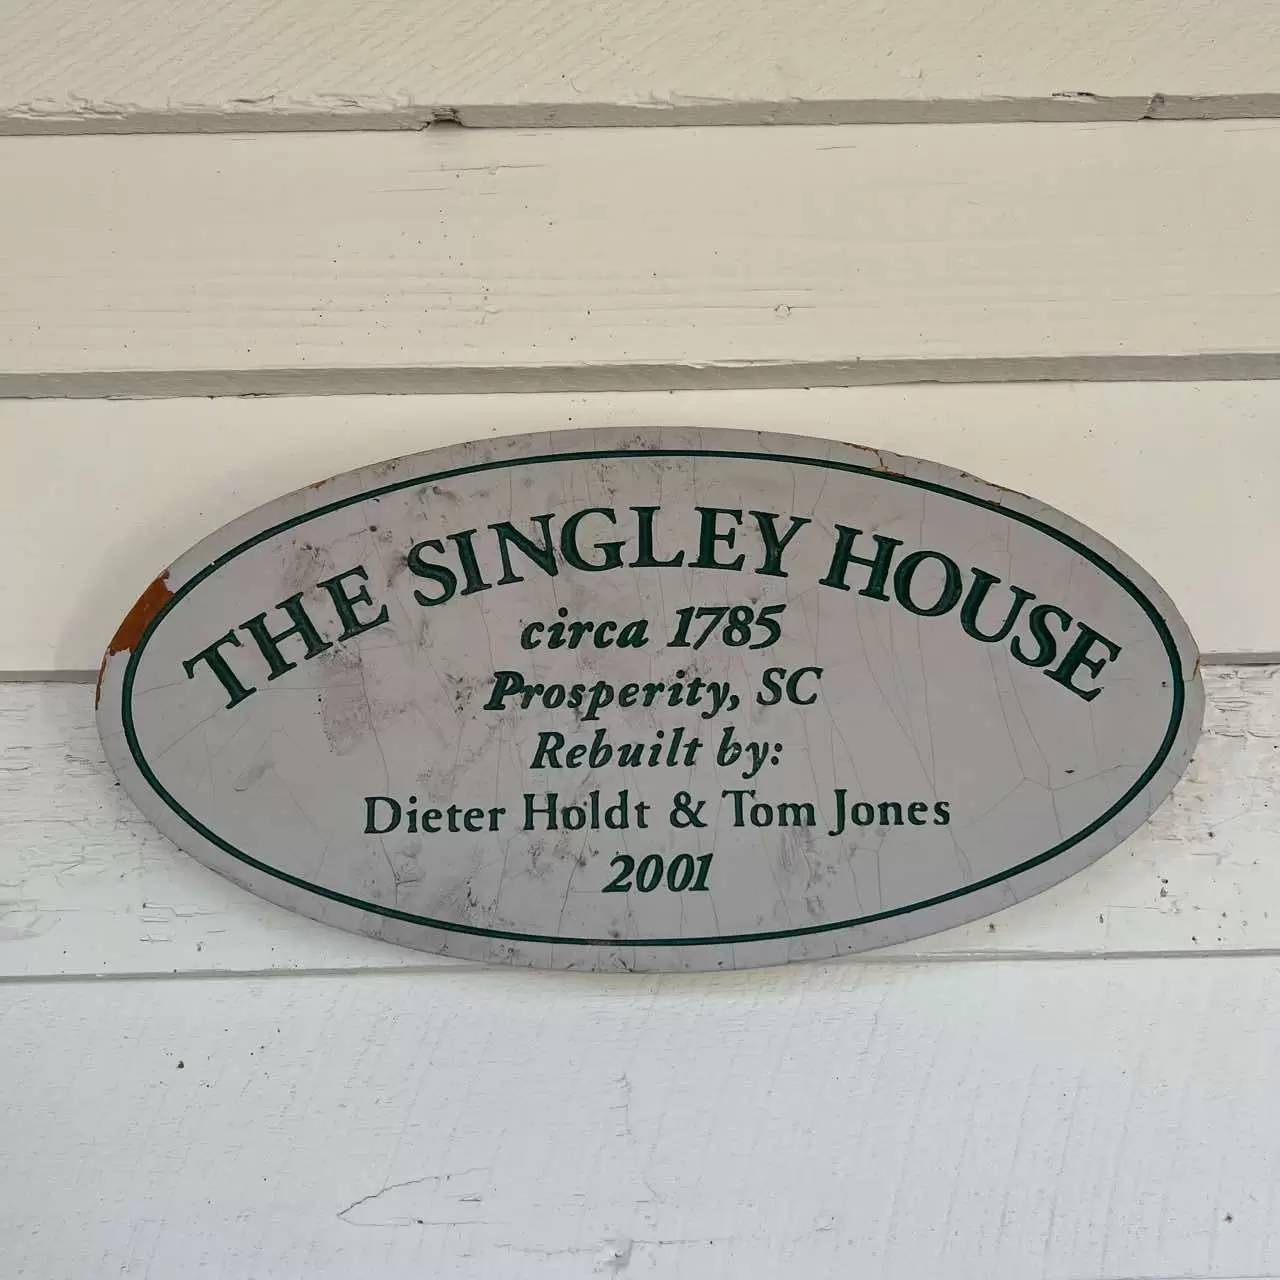 THE SINGLEY HOUSE
circa 1785
Prosperity, SC
Rebuilt by:
Dieter Holdt & Tom Jones
2001